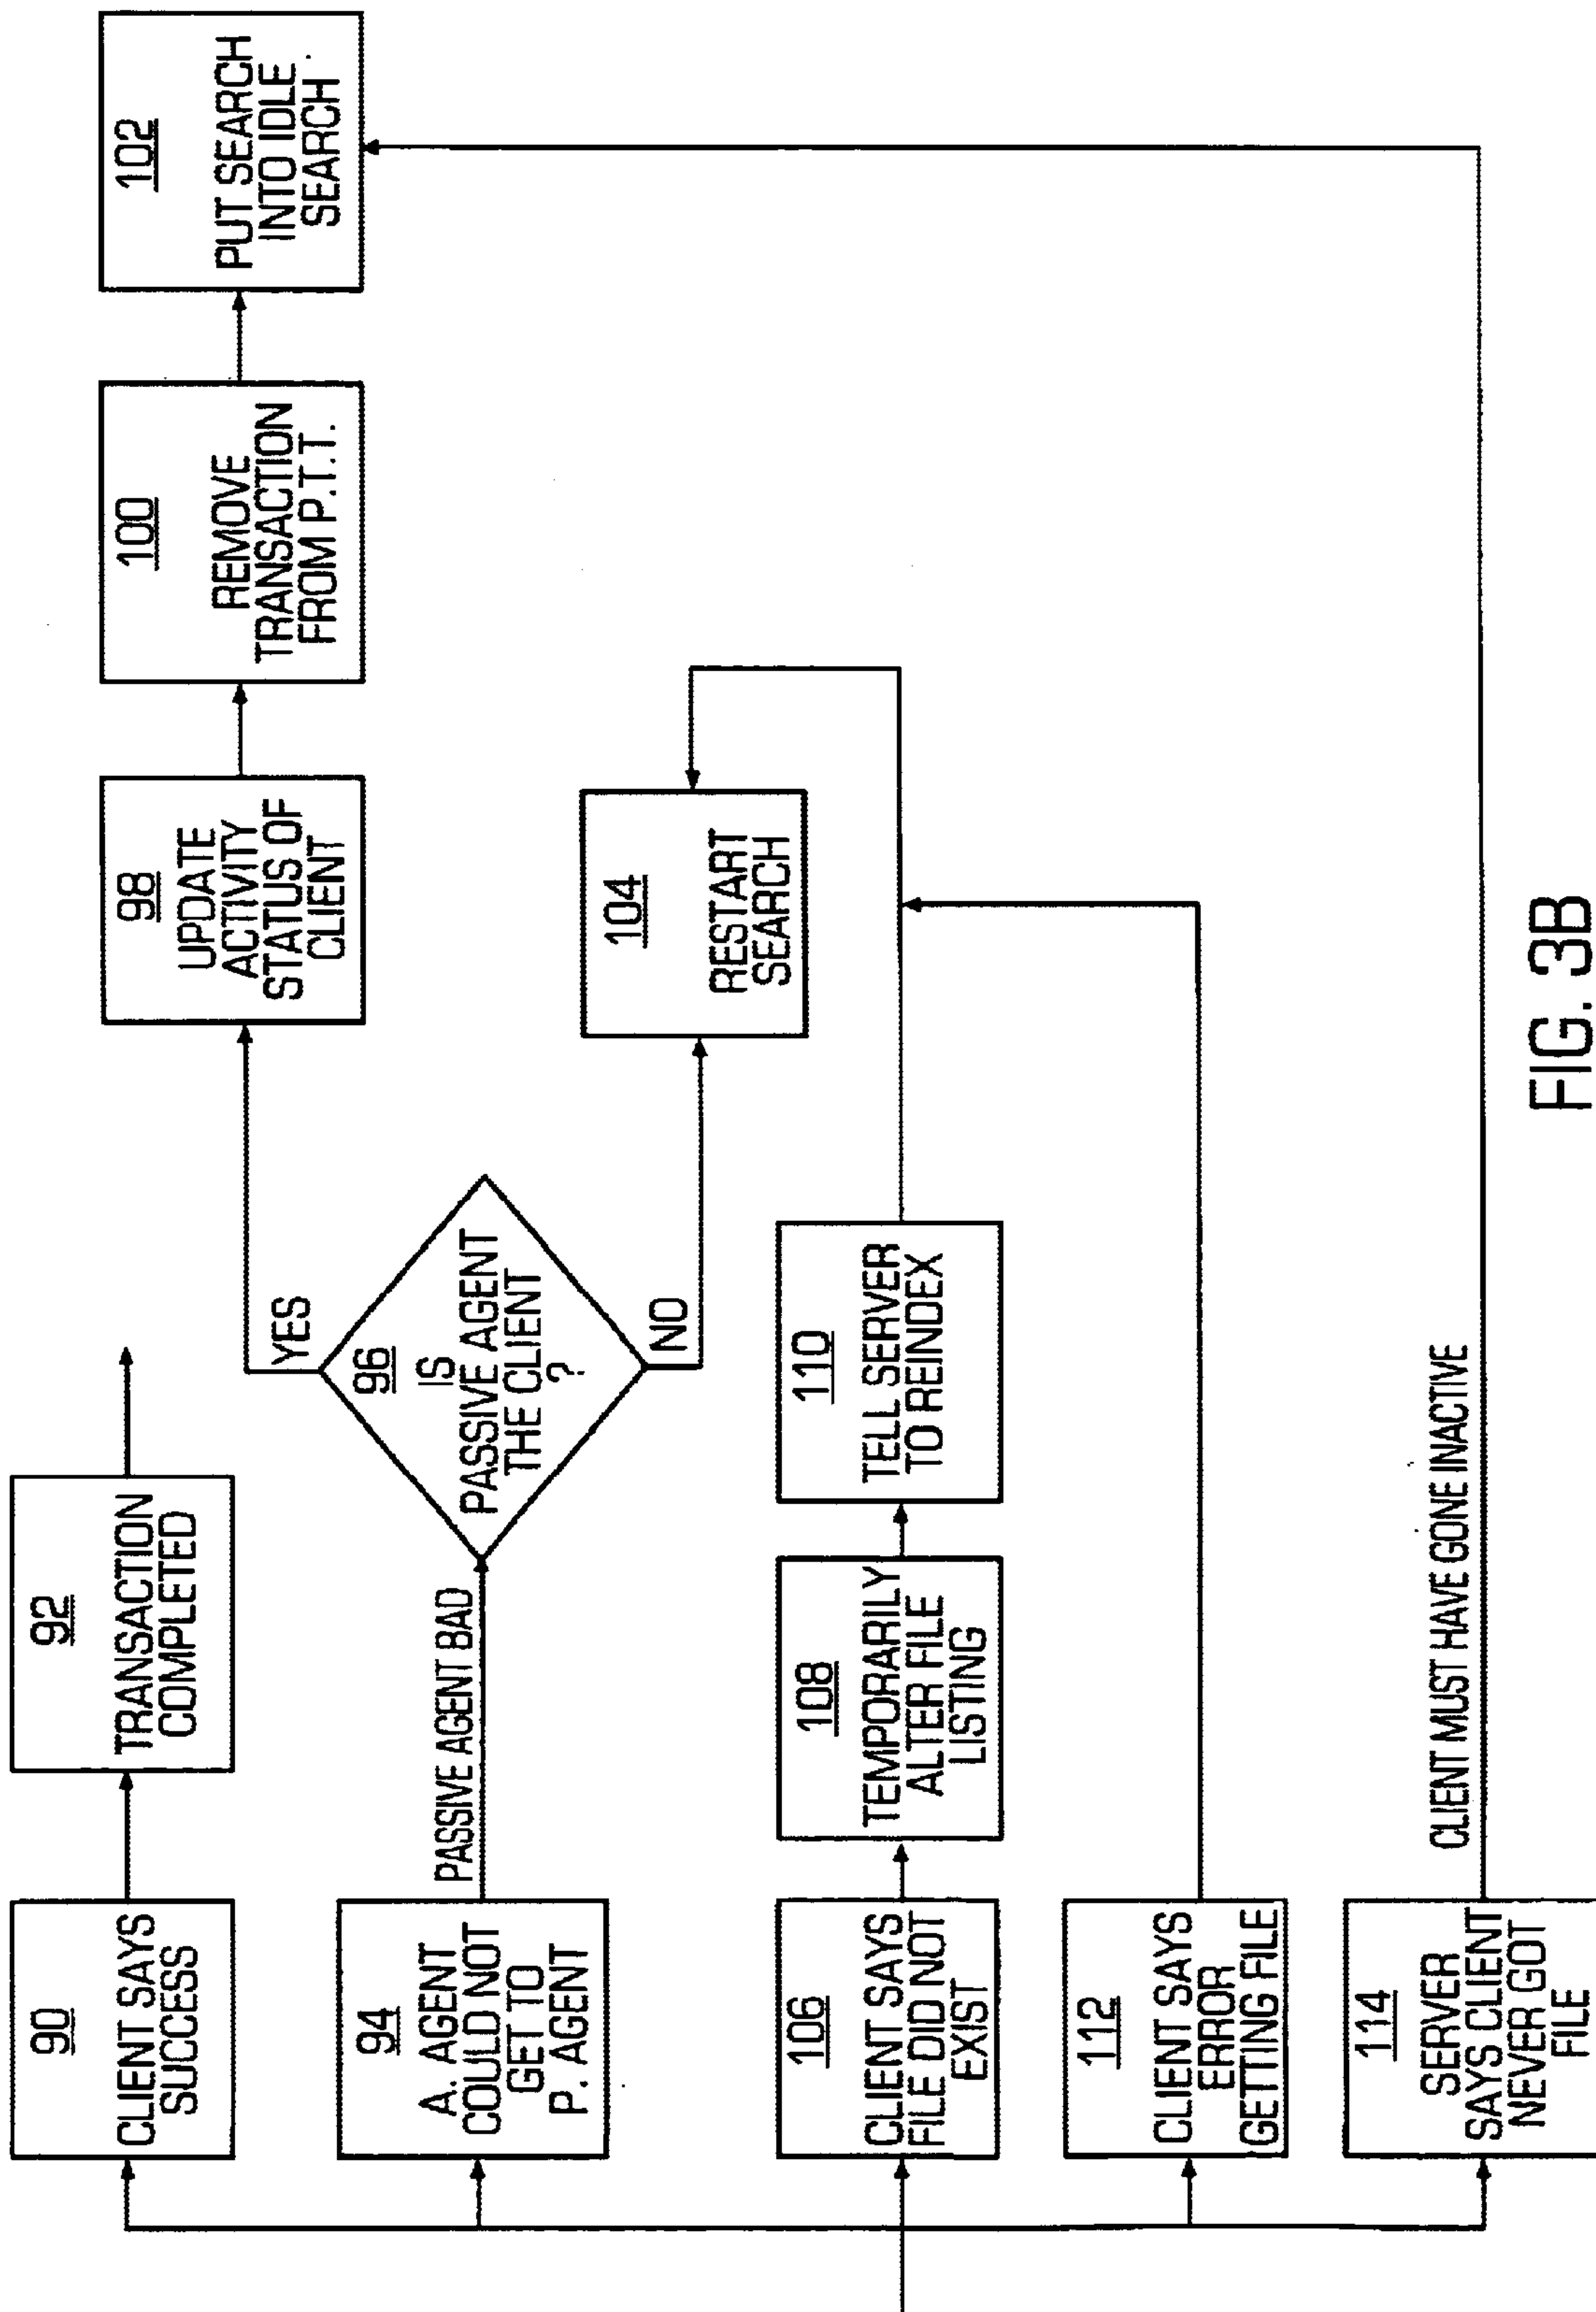 90
CLIENT SAYS
SUCCESS
92
TRANSACTION
COMPLETED
94
A. AGENT
COULD NOT
GET TO
P. AGENT
PASSIVE AGENT BAD
96
IS
PASSIVE AGENT
THE CLIENT
?
YES
NO
98
UPDATE
ACTIVITY
STATUS OF
CLIENT
100
REMOVE
TRANSACTION
FROM P.T.T.
102
PUT SEARCH
INTO IDLE
SEARCH
104
RESTART
SEARCH
106
CLIENT SAYS
FILE DID NOT
EXIST
108
TEMPORARILY
ALTER FILE
LISTING
110
TELL SERVER
TO REINDEX
112
CLIENT SAYS
ERROR
GETTING FILE
114
SERVER
SAYS CLIENT
NEVER GOT
FILE
CLIENT MUST HAVE GONE INACTIVE
FIG. 3B